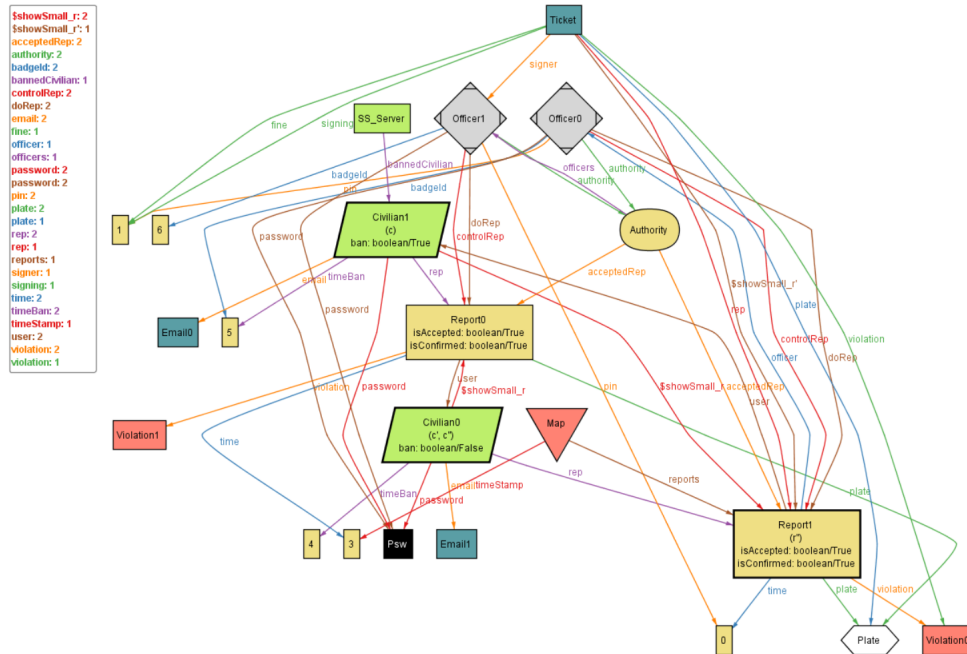 $showSmall_r: 2
$showSmall_r': 1
acceptedRep: 2
authority: 2
badgeId: 2
bannedCivilian: 1
controlRep: 2
doRep: 2
email: 2
fine: 1
officer: 1
officers: 1
password: 2
password: 2
pin: 2
plate: 2
plate: 1
rep: 2
rep: 1
reports: 1
signer: 1
signing: 1
time: 2
timeBan: 2
timeStamp: 1
user: 2
violation: 2
violation: 1
Ticket
signer
SS_Server
Officer1
Officer0
fine
signing
bannedCivilian
officers
authority
authority
badgeId
pin
badgeId
1
6
password
Civilian1
(c)
ban: boolean/True
doRep
controlRep
Authority
email
timeBan
rep
acceptedRep
$showSmall_r'
rep
plate
Email0
5
password
Report0
isAccepted: boolean/True
isConfirmed: boolean/True
controlRep
violation
officer
doRep
violation
password
user
$showSmall_r
pin
$showSmall_r
acceptedRep
user
Violation1
time
Civilian0
(c', c")
ban: boolean/False
Map
rep
timeBan
password
email
timeStamp
reports
plate
4
3
Psw
Email1
Report1
(r")
isAccepted: boolean/True
isConfirmed: boolean/True
time
plate
violation
0
Plate
Violation0